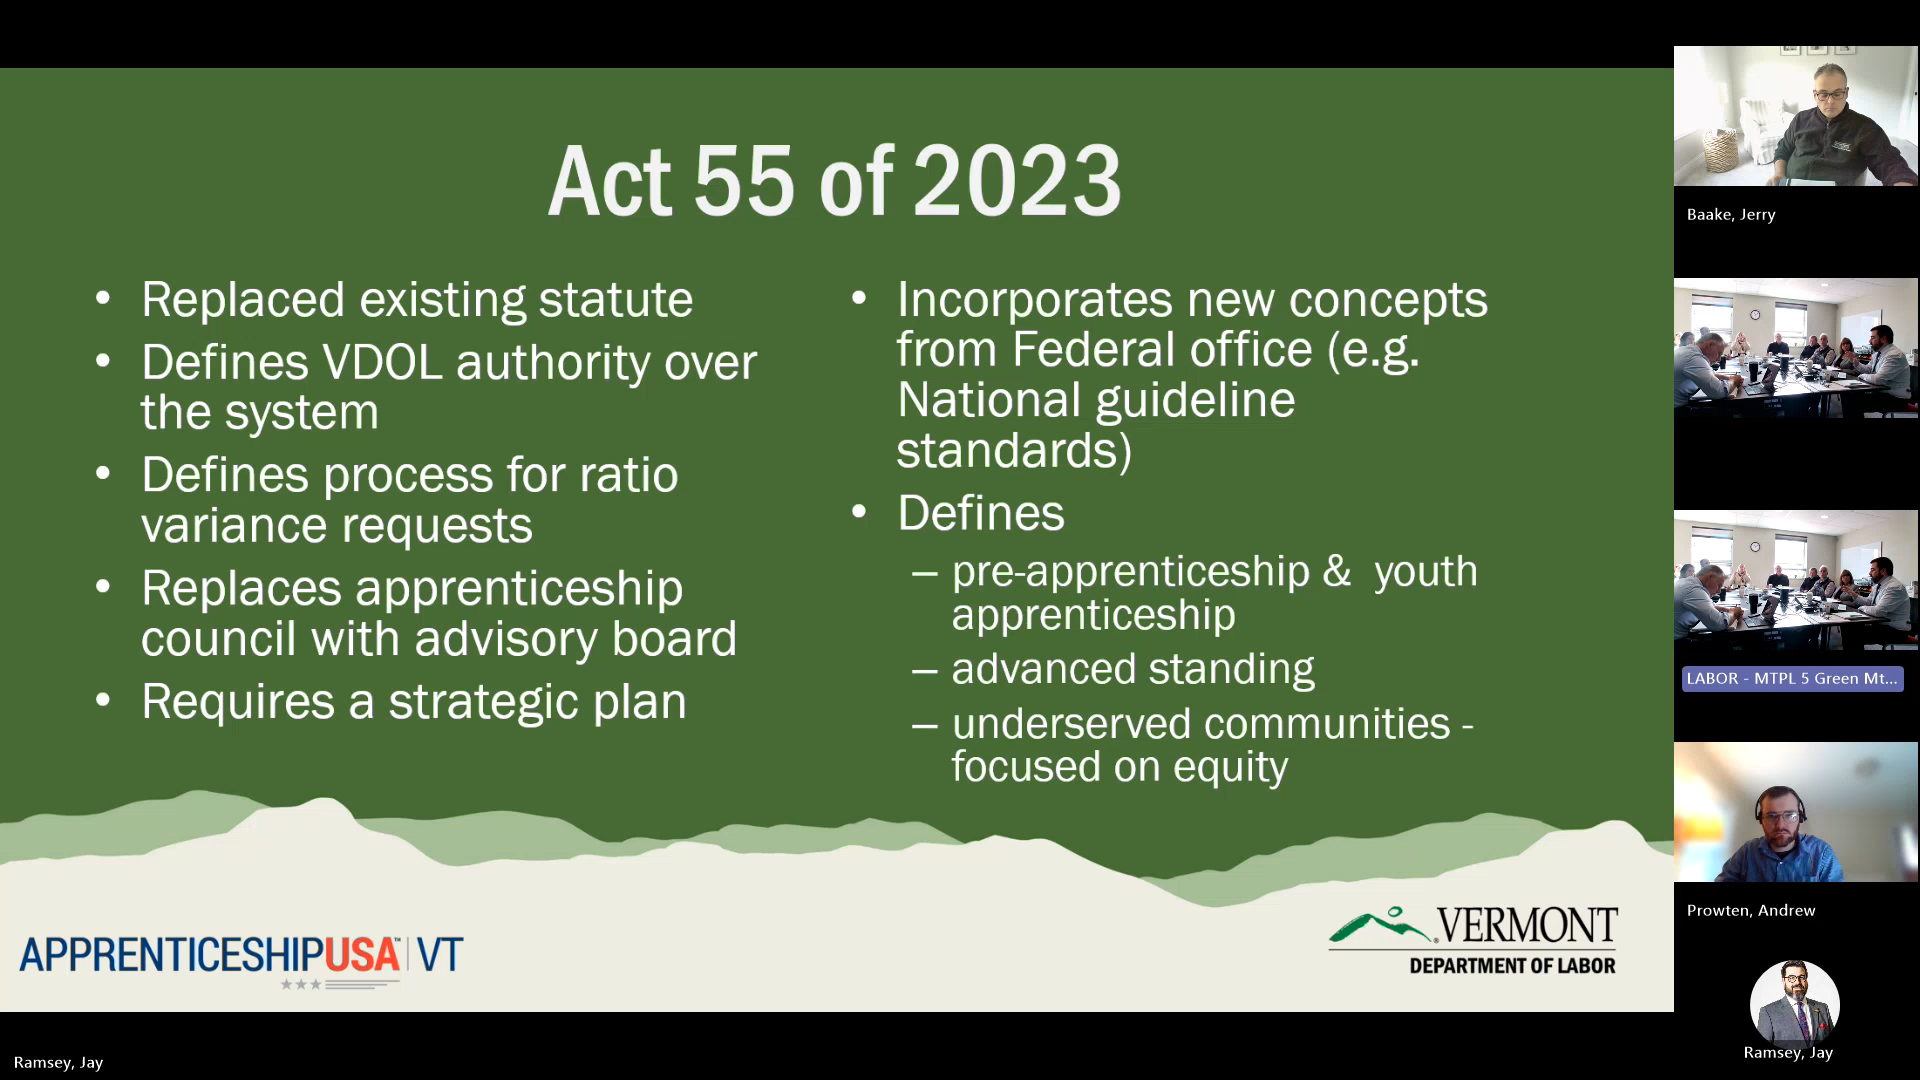 Act 55 of 2023
• Replaced existing statute
• Defines VDOL authority over
the system
• Defines process for ratio
variance requests
• Replaces apprenticeship
council with advisory board
• Requires a strategic plan
• Incorporates new concepts
from Federal office (e.g.
National guideline
standards)
• Defines
– pre-apprenticeship & youth
apprenticeship
– advanced standing
– underserved communities -
focused on equity
APPRENTICESHIPUSA™ | VT
VERMONT
DEPARTMENT OF LABOR
Baake, Jerry
LABOR - MTPL 5 Green Mt...
Prowten, Andrew
Ramsey, Jay
Ramsey, Jay